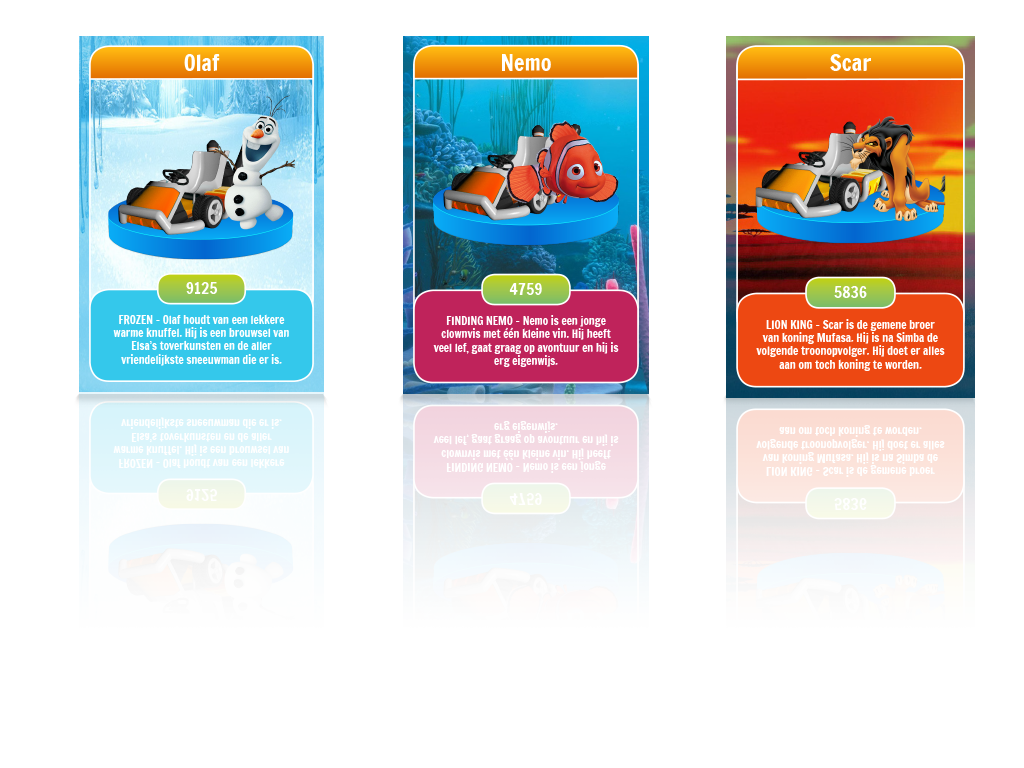 Olaf
9125
FROZEN - Olaf houdt van een lekkere
warme knuffel. Hij is een brouwsel van
Elsa's toverkunsten en de aller
vriendelijkste sneeuwman die er is.
Nemo
4759
FINDING NEMO - Nemo is een jonge
clownvis met één kleine vin. Hij heeft
veel lef, gaat graag op avontuur en hij is
erg eigenwijs.
Scar
5836
LION KING - Scar is de gemene broer
van koning Mufasa. Hij is na Simba de
volgende troonopvolger. Hij doet er alles
aan om toch koning te worden.